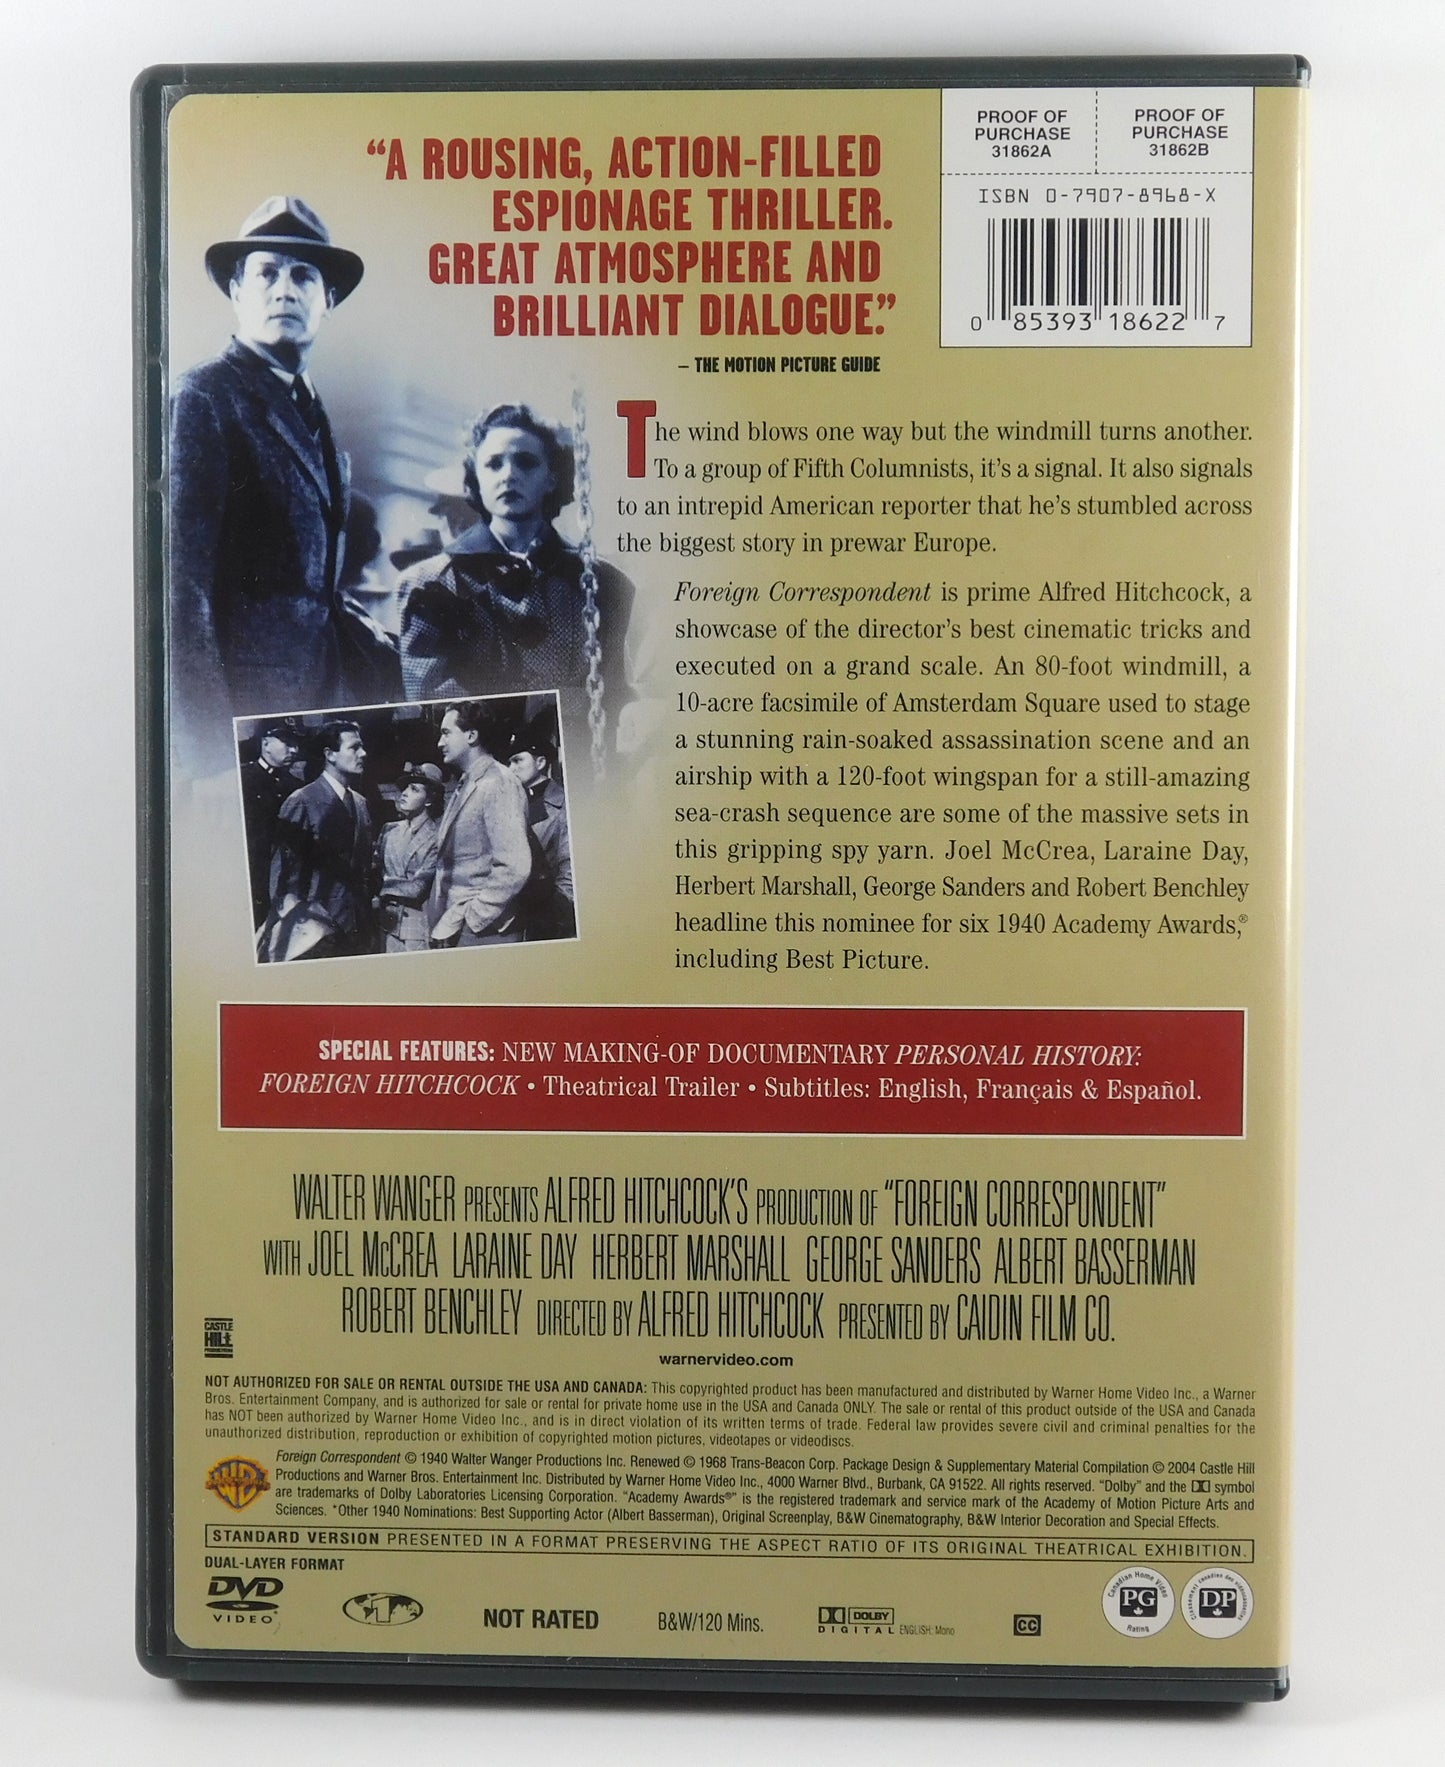 “A ROUSING, ACTION-FILLED
ESPIONAGE THRILLER.
GREAT ATMOSPHERE AND
BRILLIANT DIALOGUE.”
– THE MOTION PICTURE GUIDE
PROOF OF
PURCHASE
31862A
PROOF OF
PURCHASE
31862B
ISBN 0-7907-8968-X
0 85393 18622 7
The wind blows one way but the windmill turns another.
To a group of Fifth Columnists, it’s a signal. It also signals
to an intrepid American reporter that he’s stumbled across
the biggest story in prewar Europe.
Foreign Correspondent is prime Alfred Hitchcock, a
showcase of the director’s best cinematic tricks and
executed on a grand scale. An 80-foot windmill, a
10-acre facsimile of Amsterdam Square used to stage
a stunning rain-soaked assassination scene and an
airship with a 120-foot wingspan for a still-amazing
sea-crash sequence are some of the massive sets in
this gripping spy yarn. Joel McCrea, Laraine Day,
Herbert Marshall, George Sanders and Robert Benchley
headline this nominee for six 1940 Academy Awards,®
including Best Picture.
SPECIAL FEATURES: NEW MAKING-OF DOCUMENTARY PERSONAL HISTORY:
FOREIGN HITCHCOCK • Theatrical Trailer • Subtitles: English, Français & Español.
WALTER WANGER PRESENTS ALFRED HITCHCOCK’S PRODUCTION OF “FOREIGN CORRESPONDENT”
WITH JOEL McCREA LARAINE DAY HERBERT MARSHALL GEORGE SANDERS ALBERT BASSERMAN
ROBERT BENCHLEY DIRECTED BY ALFRED HITCHCOCK PRESENTED BY CAIDIN FILM CO.
CASTLE
HILL
PRODUCTIONS
warnervideo.com
NOT AUTHORIZED FOR SALE OR RENTAL OUTSIDE THE USA AND CANADA: This copyrighted product has been manufactured and distributed by Warner Home Video Inc., a Warner
Bros. Entertainment Company, and is authorized for sale or rental for private home use in the USA and Canada ONLY. The sale or rental of this product outside of the USA and Canada
has NOT been authorized by Warner Home Video Inc., and is in direct violation of its written terms of trade. Federal law provides severe civil and criminal penalties for the
unauthorized distribution, reproduction or exhibition of copyrighted motion pictures, videotapes or videodiscs.
Foreign Correspondent © 1940 Walter Wanger Productions Inc. Renewed © 1968 Trans-Beacon Corp. Package Design & Supplementary Material Compilation © 2004 Castle Hill
Productions and Warner Bros. Entertainment Inc. Distributed by Warner Home Video Inc., 4000 Warner Blvd., Burbank, CA 91522. All rights reserved. “Dolby” and the symbol
are trademarks of Dolby Laboratories Licensing Corporation. “Academy Awards®” is the registered trademark and service mark of the Academy of Motion Picture Arts and
Sciences. *Other 1940 Nominations: Best Supporting Actor (Albert Basserman), Original Screenplay, B&W Cinematography, B&W Interior Decoration and Special Effects.
STANDARD VERSION PRESENTED IN A FORMAT PRESERVING THE ASPECT RATIO OF ITS ORIGINAL THEATRICAL EXHIBITION.
DUAL-LAYER FORMAT
DVD
VIDEO
1
NOT RATED
B&W/120 Mins.
DOLBY
DIGITAL ENGLISH: Mono
CC
Canadian Home Video
PG
Rating
DP